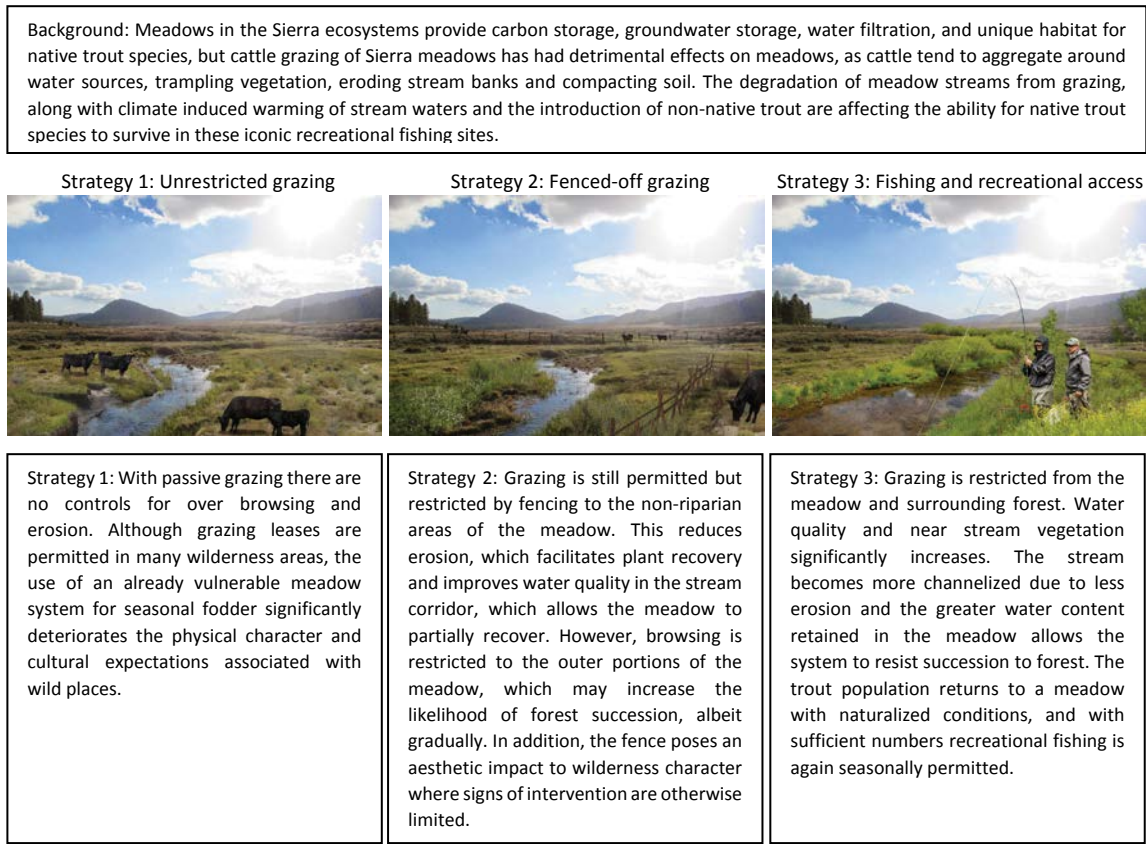 Background: Meadows in the Sierra ecosystems provide carbon storage, groundwater storage, water filtration, and unique habitat for
native trout species, but cattle grazing of Sierra meadows has had detrimental effects on meadows, as cattle tend to aggregate around
water sources, trampling vegetation, eroding stream banks and compacting soil. The degradation of meadow streams from grazing,
along with climate induced warming of stream waters and the introduction of non-native trout are affecting the ability for native trout
species to survive in these iconic recreational fishing sites.
Strategy 1: Unrestricted grazing
Strategy 2: Fenced-off grazing
Strategy 3: Fishing and recreational access
Strategy 1: With passive grazing there are
no controls for over browsing and
erosion. Although grazing leases are
permitted in many wilderness areas, the
use of an already vulnerable meadow
system for seasonal fodder significantly
deteriorates the physical character and
cultural expectations associated with
wild places.
Strategy 2: Grazing is still permitted but
restricted by fencing to the non-riparian
areas of the meadow. This reduces
erosion, which facilitates plant recovery
and improves water quality in the stream
corridor, which allows the meadow to
partially recover. However, browsing is
restricted to the outer portions of the
meadow, which may increase the
likelihood of forest succession, albeit
gradually. In addition, the fence poses an
aesthetic impact to wilderness character
where signs of intervention are otherwise
limited.
Strategy 3: Grazing is restricted from the
meadow and surrounding forest. Water
quality and near stream vegetation
significantly increases. The stream
becomes more channelized due to less
erosion and the greater water content
retained in the meadow allows the
system to resist succession to forest. The
trout population returns to a meadow
with naturalized conditions, and with
sufficient numbers recreational fishing is
again seasonally permitted.